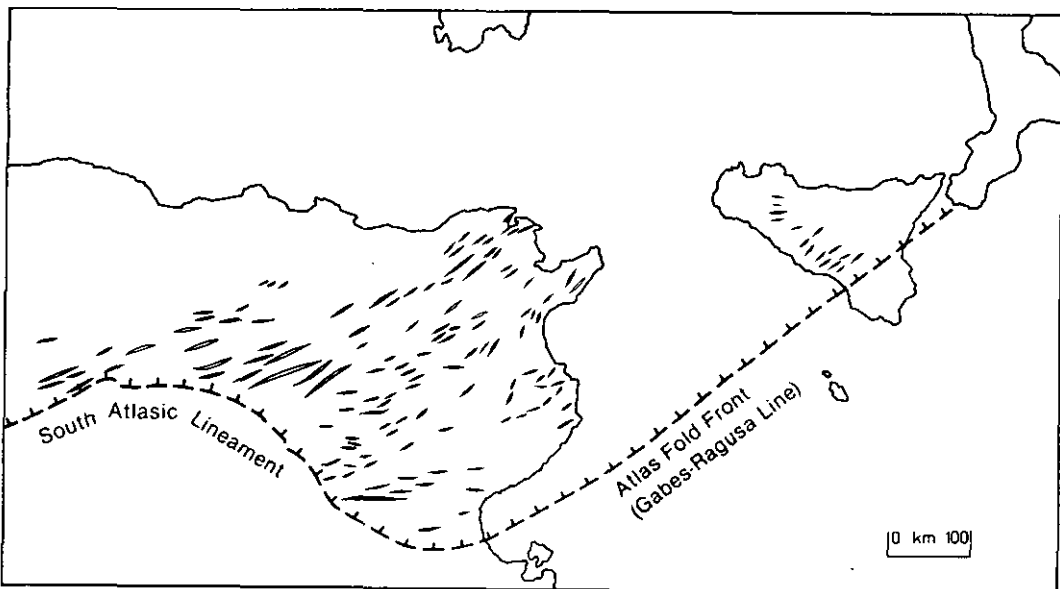 South Atlasic Lineament
Atlas Fold Front
(Gabes-Ragusa Line)
0 km 100